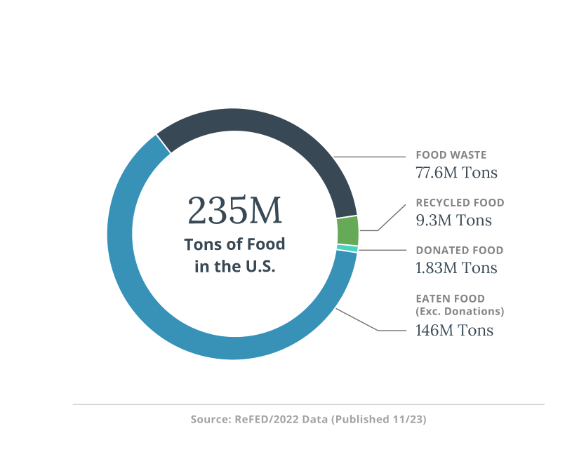 235M
Tons of Food
in the U.S.
FOOD WASTE
77.6M Tons
RECYCLED FOOD
9.3M Tons
DONATED FOOD
1.83M Tons
EATEN FOOD
(Exc. Donations)
146M Tons
Source: ReFED/2022 Data (Published 11/23)